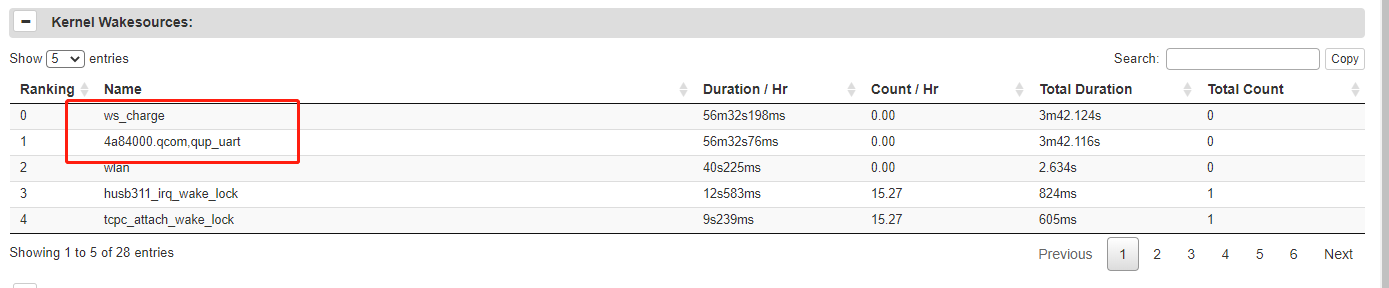 Kernel Wakesources:
Show 5 entries Search: Copy
Ranking Name Duration / Hr Count / Hr Total Duration Total Count
0 ws_charge 56m32s198ms 0.00 3m42.124s 0
1 4a84000.qcom,qup_uart 56m32s76ms 0.00 3m42.116s 0
2 wlan 40s225ms 0.00 2.634s 0
3 husb311_irq_wake_lock 12s583ms 15.27 824ms 1
4 tcpc_attach_wake_lock 9s239ms 15.27 605ms 1
Showing 1 to 5 of 28 entries Previous 1 2 3 4 5 6 Next